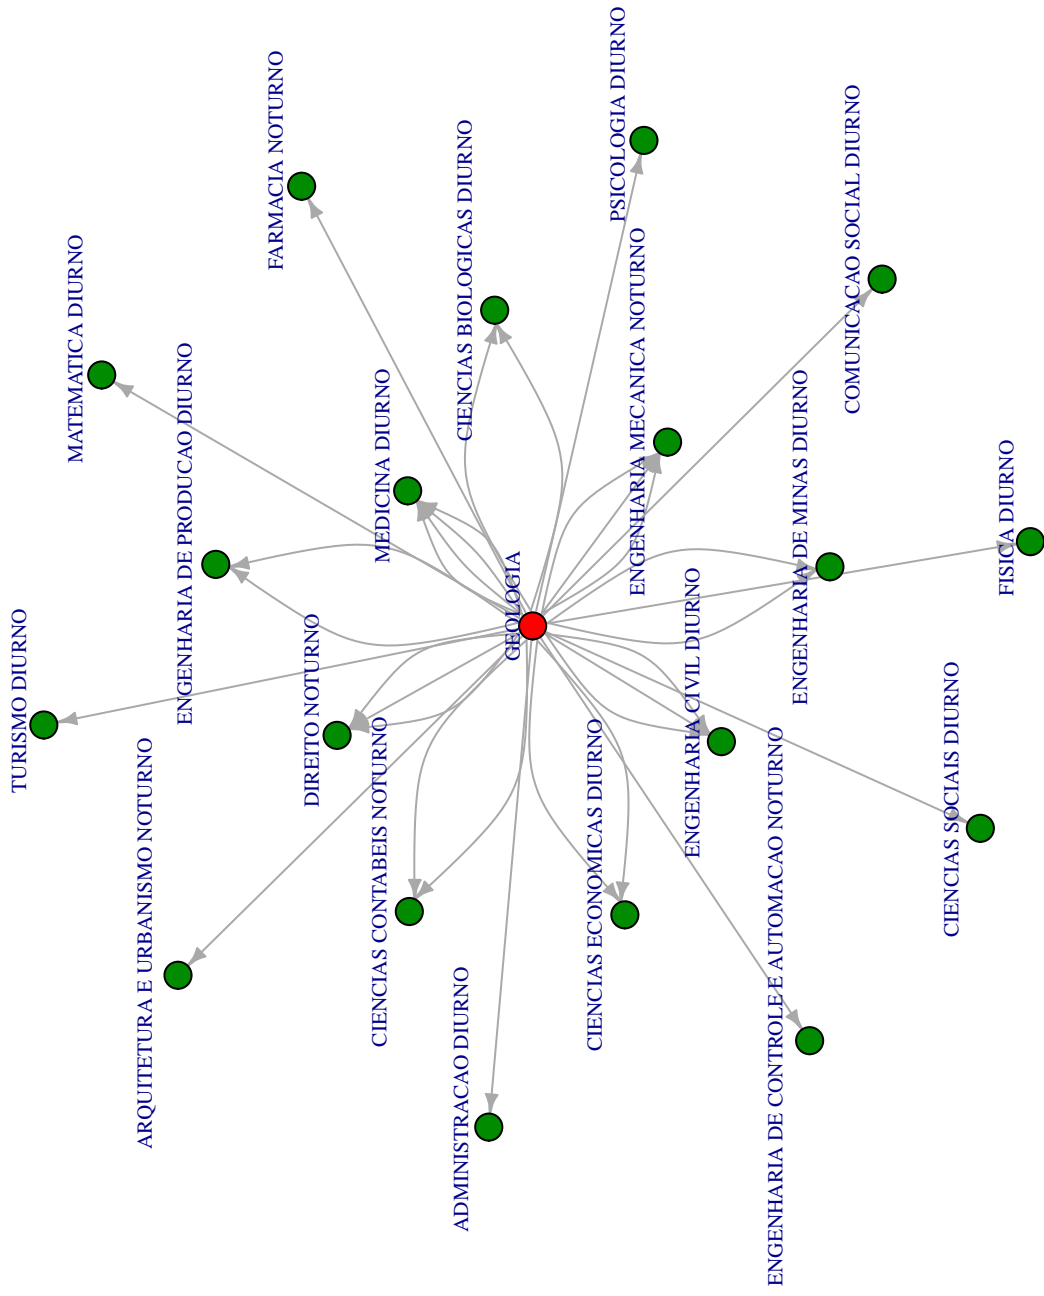 TURISMO DIURNO
MATEMATICA DIURNO
ARQUITETURA E URBANISMO NOTURNO
ENGENHARIA DE PRODUCAO DIURNO
FARMACIA NOTURNO
DIREITO NOTURNO
CIENCIAS CONTABEIS NOTURNO
MEDICINA DIURNO
ADMINISTRACAO DIURNO
CIENCIAS BIOLOGICAS DIURNO
GEOLOGIA
CIENCIAS ECONOMICAS DIURNO
PSICOLOGIA DIURNO
ENGENHARIA MECANICA NOTURNO
ENGENHARIA CIVIL DIURNO
ENGENHARIA DE CONTROLE E AUTOMACAO NOTURNO
ENGENHARIA DE MINAS DIURNO
COMUNICACAO SOCIAL DIURNO
CIENCIAS SOCIAIS DIURNO
FISICA DIURNO